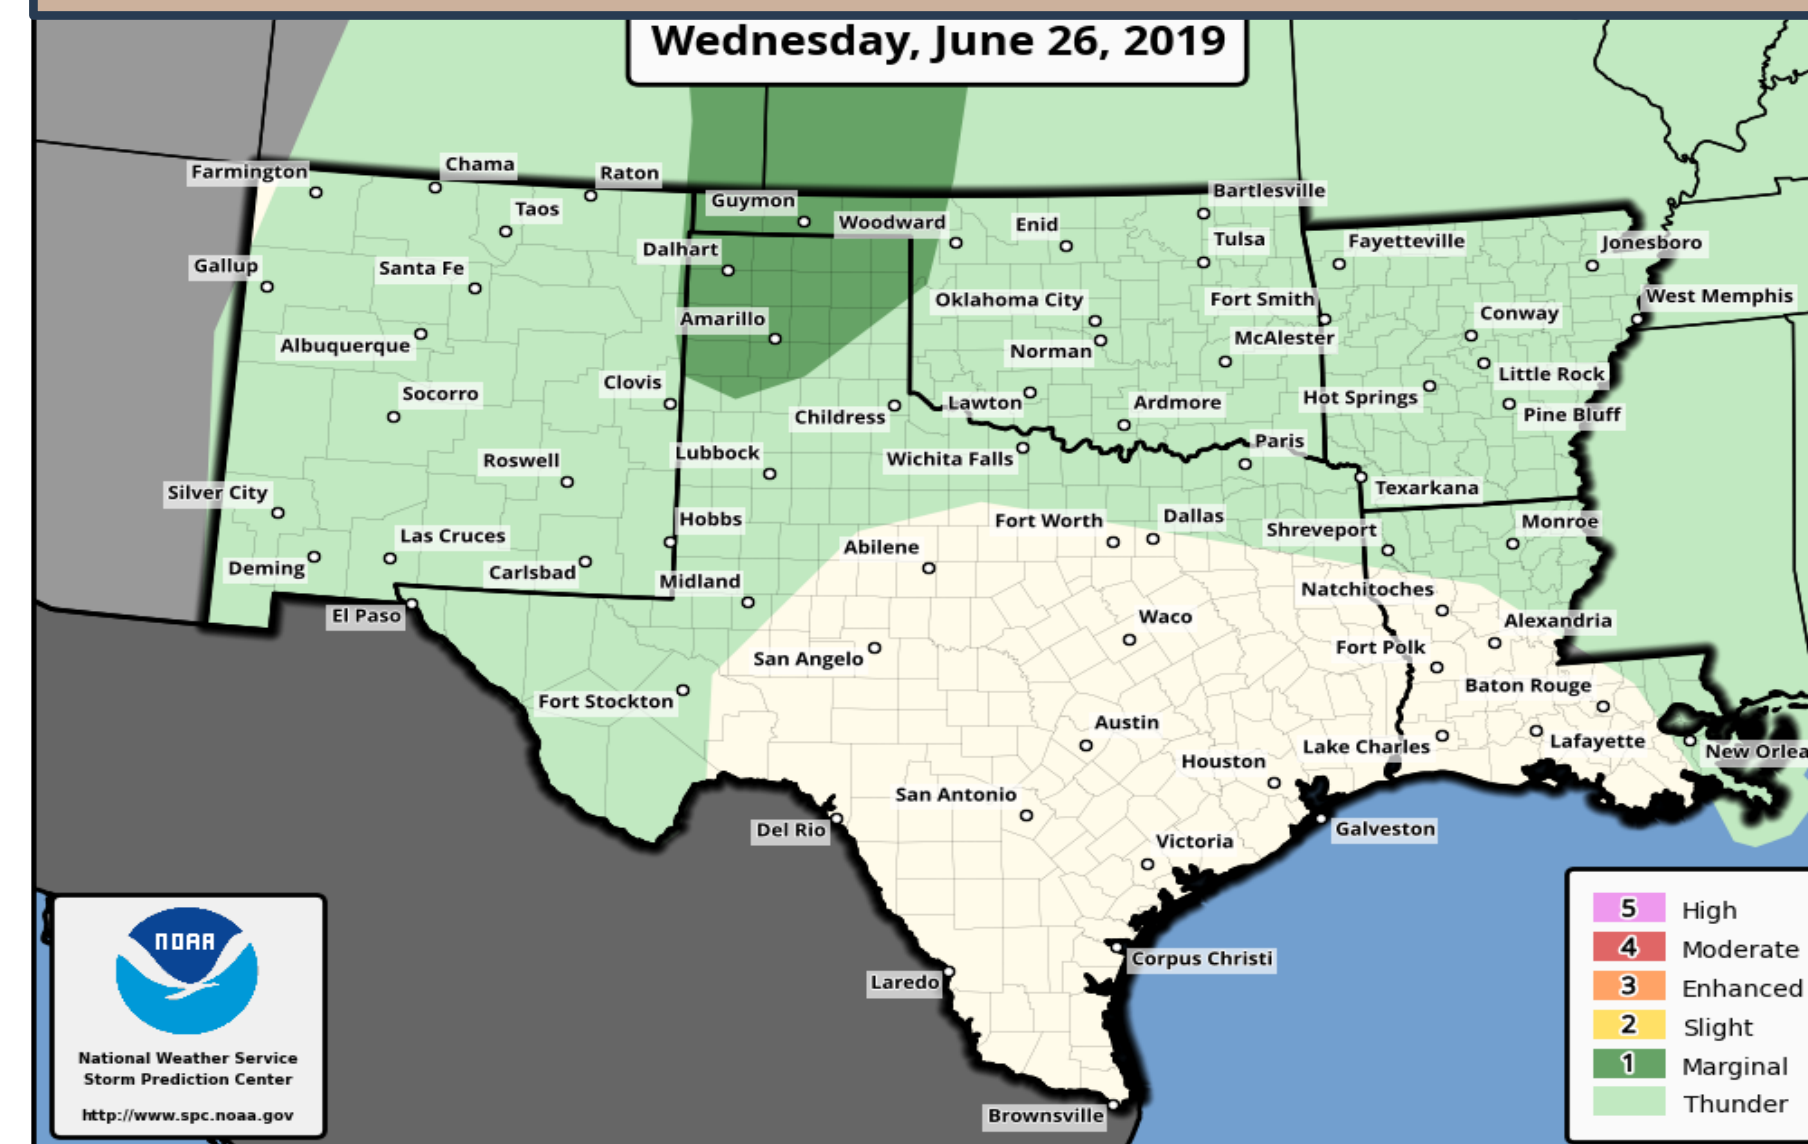 Wednesday, June 26, 2019
Farmington
Chama
Raton
Taos
Guymon
Woodward
Enid
Bartlesville
Tulsa
Fayetteville
Jonesboro
Gallup
Santa Fe
Dalhart
Oklahoma City
Fort Smith
West Memphis
Amarillo
Albuquerque
Norman
McAlester
Conway
Little Rock
Socorro
Clovis
Childress
Lawton
Ardmore
Hot Springs
Pine Bluff
Roswell
Lubbock
Wichita Falls
Paris
Texarkana
Silver City
Hobbs
Fort Worth
Dallas
Shreveport
Monroe
Las Cruces
Deming
Carlsbad
Midland
Abilene
Natchitoches
El Paso
Waco
Alexandria
San Angelo
Fort Polk
Fort Stockton
Baton Rouge
Austin
Lake Charles
Lafayette
New Orlea
Houston
San Antonio
Del Rio
Galveston
Victoria
Corpus Christi
Laredo
Brownsville
NOAA
National Weather Service
Storm Prediction Center
http://www.spc.noaa.gov
5 High
4 Moderate
3 Enhanced
2 Slight
1 Marginal
Thunder